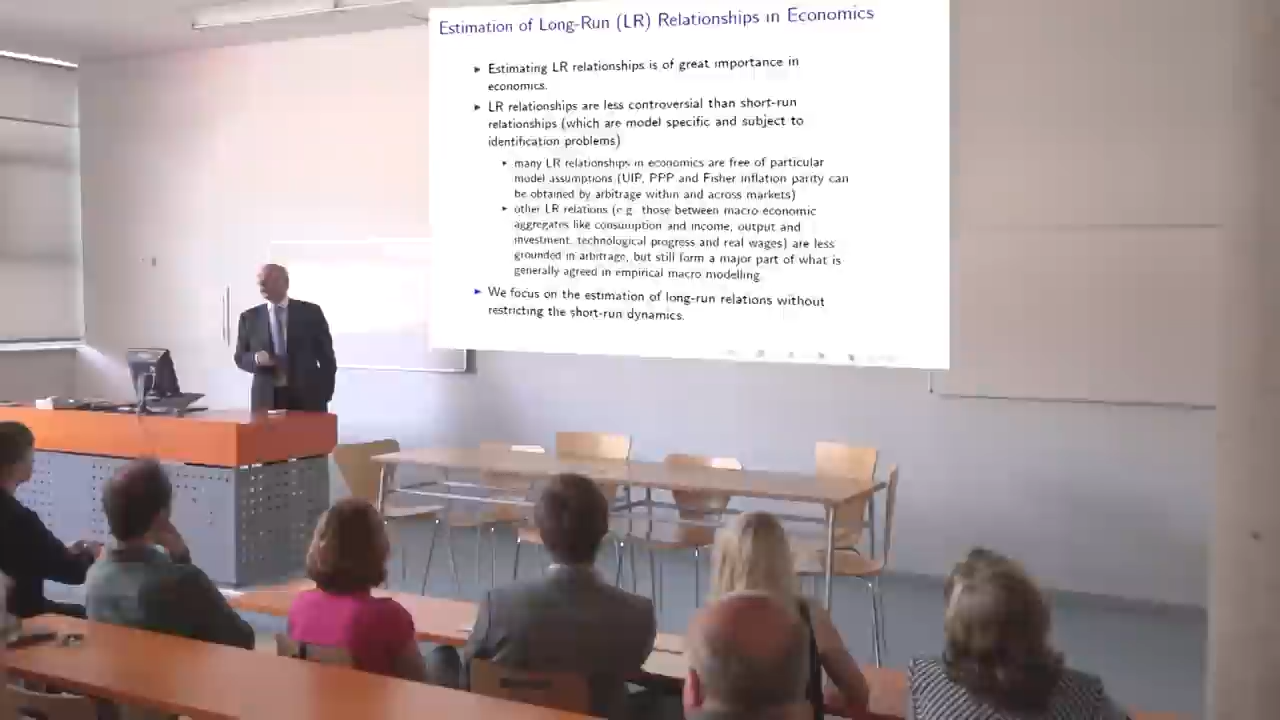 Estimation of Long-Run (LR) Relationships in Economics
Estimating LR relationships is of great importance in
economics.
LR relationships are less controversial than short-run
relationships (which are model specific and subject to
identification problems)
many LR relationships in economics are free of particular
model assumptions (UIP, PPP and Fisher inflation parity can
be obtained by arbitrage within and across markets)
other LR relations (e.g. those between macro economic
aggregates like consumption and income, output and
investment, technological progress and real wages) are less
grounded in arbitrage, but still form a major part of what is
generally agreed in empirical macro modelling.
We focus on the estimation of long-run relations without
restricting the short-run dynamics.